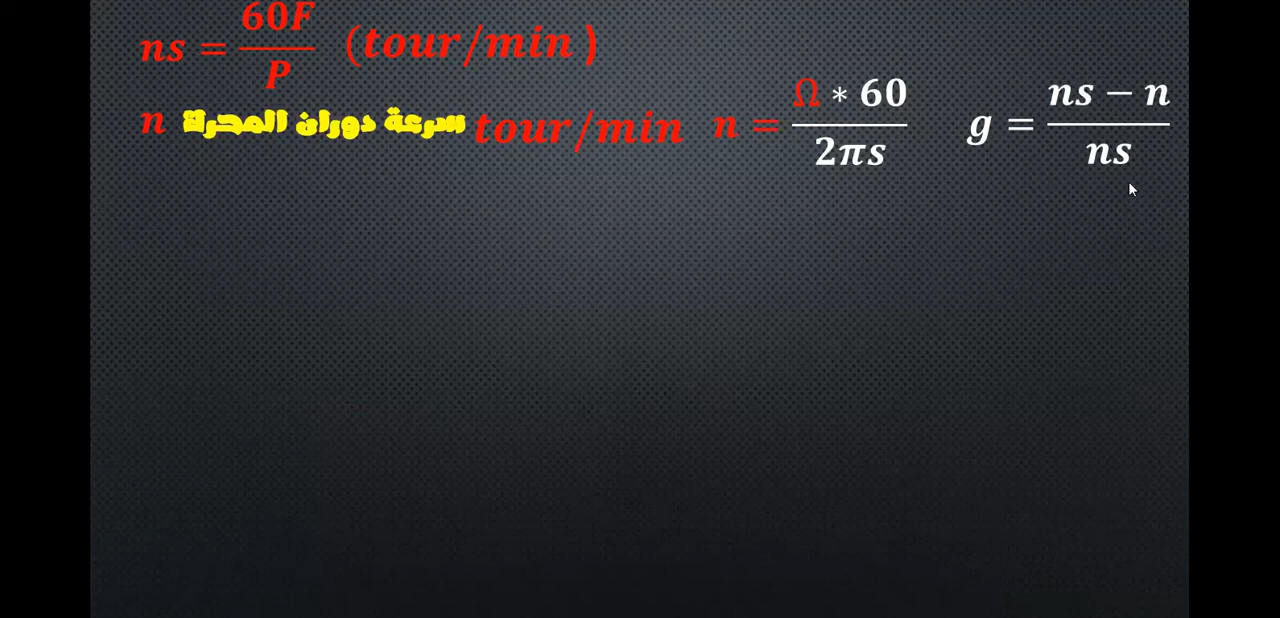 ns = 60F / P (tour/min )
n سرعة دوران المحرك tour/min n = Ω * 60 / 2πs g = ns − n / ns